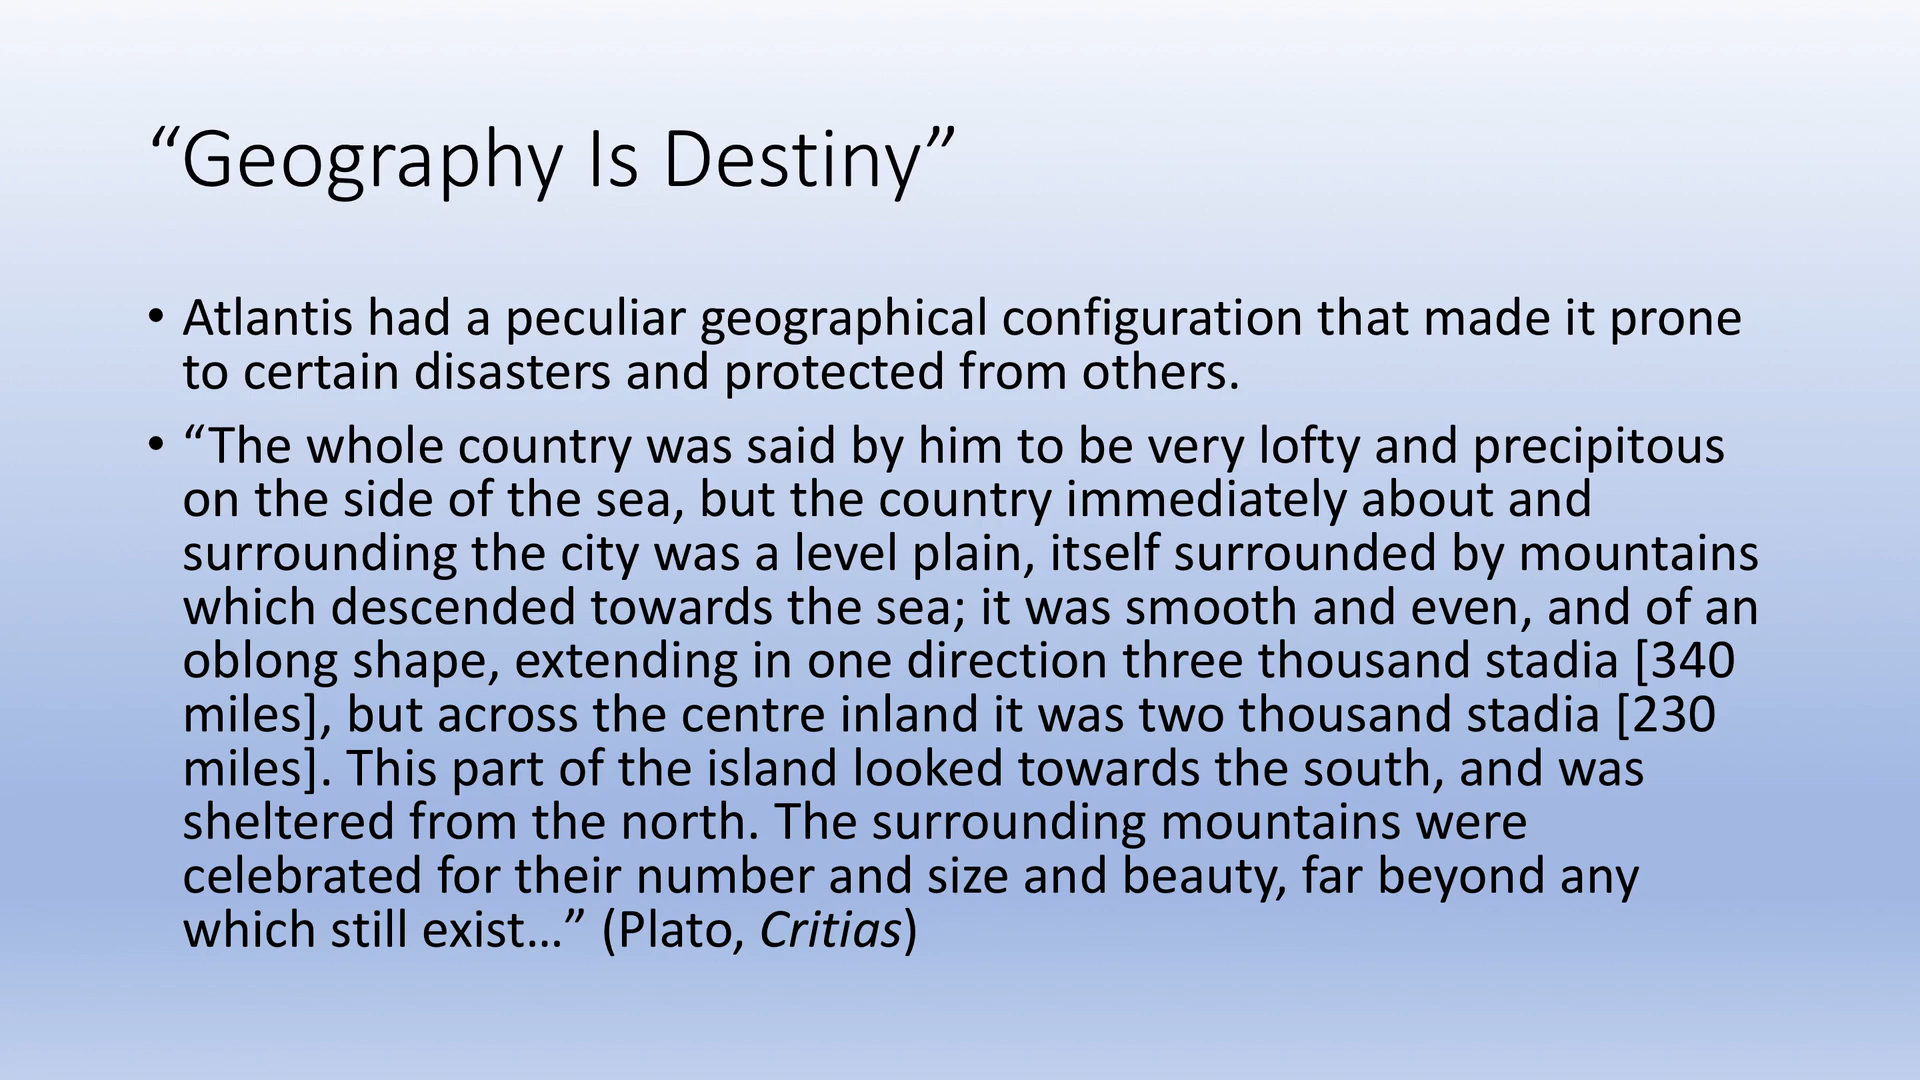 “Geography Is Destiny”
• Atlantis had a peculiar geographical configuration that made it prone
to certain disasters and protected from others.
• “The whole country was said by him to be very lofty and precipitous
on the side of the sea, but the country immediately about and
surrounding the city was a level plain, itself surrounded by mountains
which descended towards the sea; it was smooth and even, and of an
oblong shape, extending in one direction three thousand stadia [340
miles], but across the centre inland it was two thousand stadia [230
miles]. This part of the island looked towards the south, and was
sheltered from the north. The surrounding mountains were
celebrated for their number and size and beauty, far beyond any
which still exist…” (Plato, Critias)